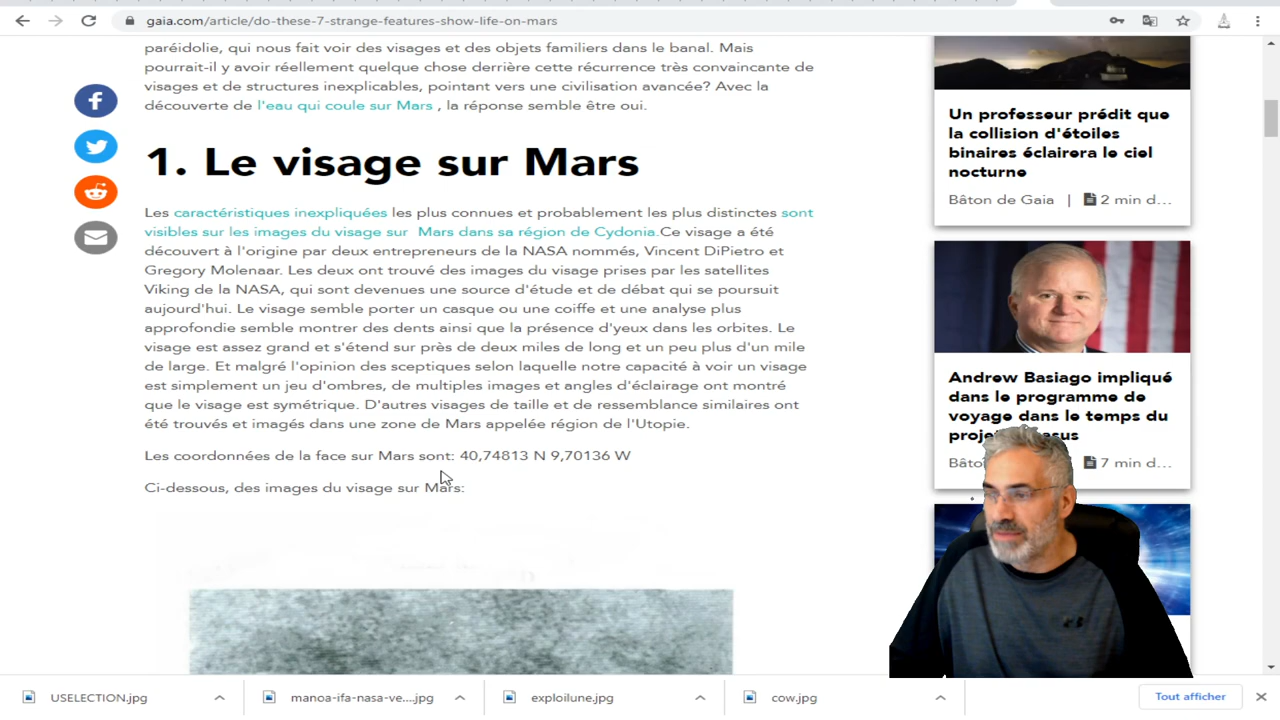 gaia.com/article/do-these-7-strange-features-show-life-on-mars
paréidolie, qui nous fait voir des visages et des objets familiers dans le banal. Mais
pourrait-il y avoir réellement quelque chose derrière cette récurrence très convaincante de
visages et de structures inexplicables, pointant vers une civilisation avancée? Avec la
découverte de l'eau qui coule sur Mars , la réponse semble être oui.
1. Le visage sur Mars
Les caractéristiques inexpliquées les plus connues et probablement les plus distinctes sont
visibles sur les images du visage sur Mars dans sa région de Cydonia.Ce visage a été
découvert à l'origine par deux entrepreneurs de la NASA nommés, Vincent DiPietro et
Gregory Molenaar. Les deux ont trouvé des images du visage prises par les satellites
Viking de la NASA, qui sont devenues une source d'étude et de débat qui se poursuit
aujourd'hui. Le visage semble porter un casque ou une coiffe et une analyse plus
approfondie semble montrer des dents ainsi que la présence d'yeux dans les orbites. Le
visage est assez grand et s'étend sur près de deux miles de long et un peu plus d'un mile
de large. Et malgré l'opinion des sceptiques selon laquelle notre capacité à voir un visage
est simplement un jeu d'ombres, de multiples images et angles d'éclairage ont montré
que le visage est symétrique. D'autres visages de taille et de ressemblance similaires ont
été trouvés et imagés dans une zone de Mars appelée région de l'Utopie.
Les coordonnées de la face sur Mars sont: 40,74813 N 9,70136 W
Ci-dessous, des images du visage sur Mars:
Un professeur prédit que
la collision d'étoiles
binaires éclairera le ciel
nocturne
Bâton de Gaia | 2 min d...
Andrew Basiago impliqué
dans le programme de
voyage dans le temps du
7 min d...
USELECTION.jpg
manoa-ifa-nasa-ve....jpg
exploilune.jpg
cow.jpg
Tout afficher